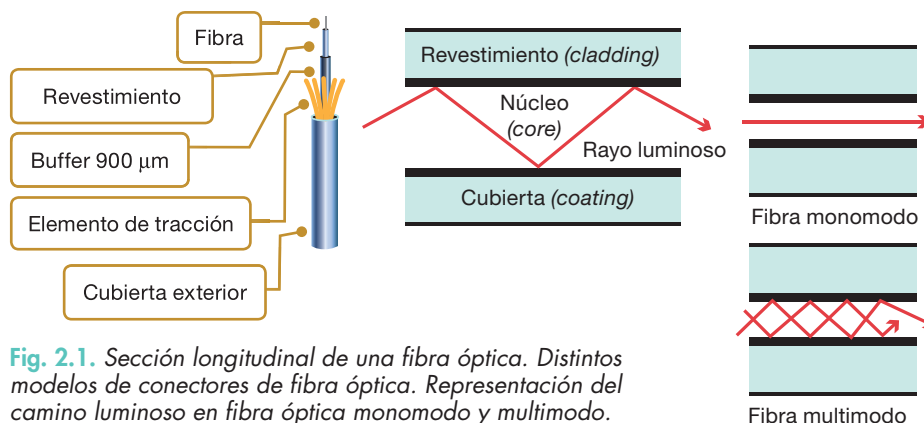 Fibra
Revestimiento
Buffer 900 μm
Elemento de tracción
Cubierta exterior
Revestimiento (cladding)
Núcleo
(core)
Rayo luminoso
Cubierta (coating)
Fibra monomodo
Fibra multimodo
Fig. 2.1. Sección longitudinal de una fibra óptica. Distintos
modelos de conectores de fibra óptica. Representación del
camino luminoso en fibra óptica monomodo y multimodo.